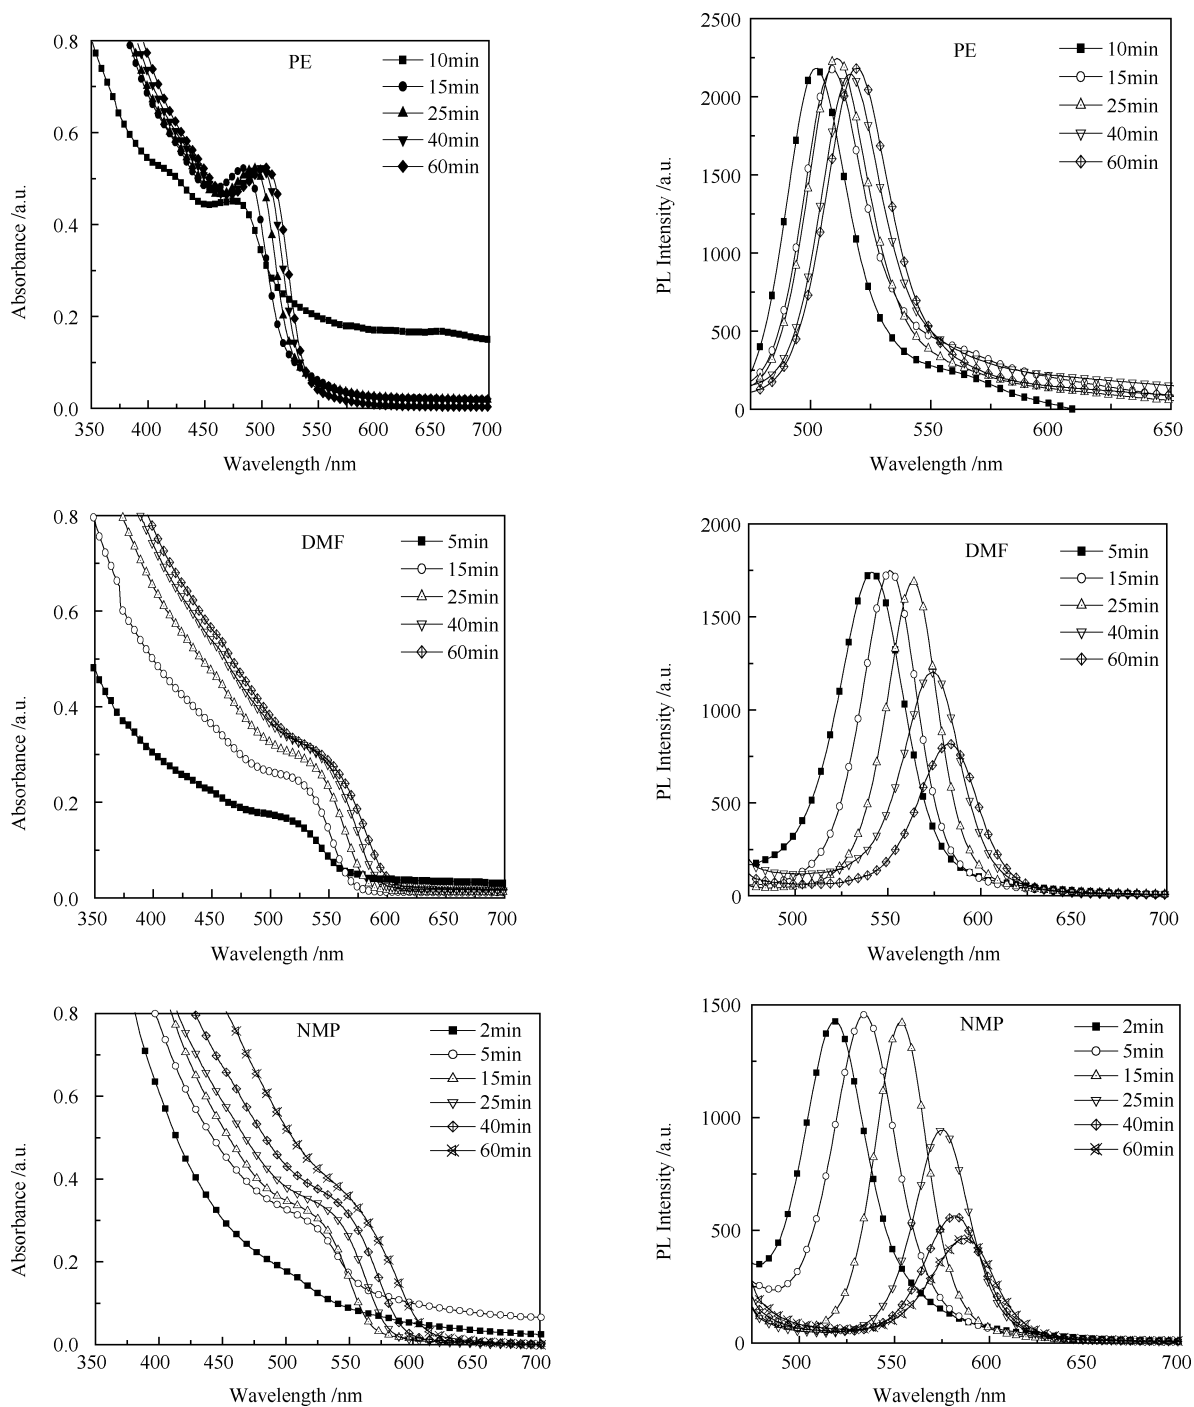 PE
10min
15min
25min
40min
60min
0.8
0.6
0.4
0.2
0.0
Absorbance /a.u.
350 400 450 500 550 600 650 700
Wavelength /nm
PE
10min
15min
25min
40min
60min
2500
2000
1500
1000
500
0
PL Intensity /a.u.
500 550 600 650
Wavelength /nm
DMF
5min
15min
25min
40min
60min
0.8
0.6
0.4
0.2
0.0
Absorbance /a.u.
350 400 450 500 550 600 650 700
Wavelength /nm
DMF
5min
15min
25min
40min
60min
2000
1500
1000
500
0
PL Intensity /a.u.
500 550 600 650 700
Wavelength /nm
NMP
2min
5min
15min
25min
40min
60min
0.8
0.6
0.4
0.2
0.0
Absorbance /a.u.
350 400 450 500 550 600 650 700
Wavelength /nm
NMP
2min
5min
15min
25min
40min
60min
1500
1000
500
0
PL Intensity /a.u.
500 550 600 650 700
Wavelength /nm